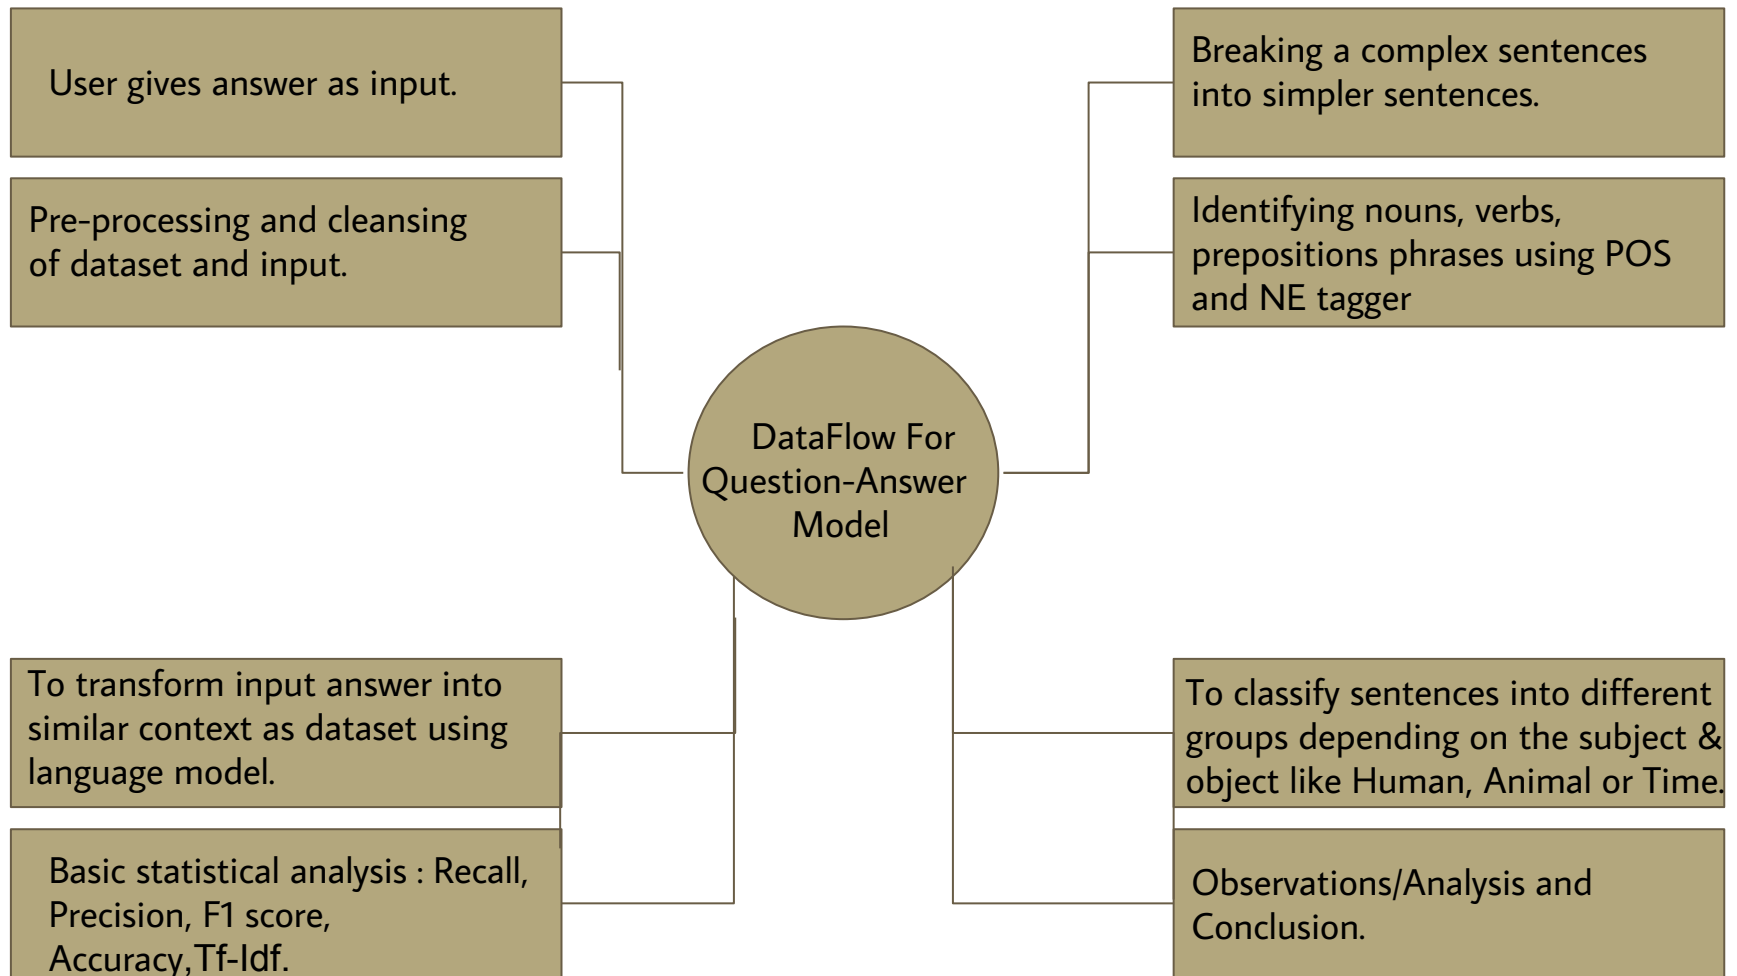 User gives answer as input.
Pre-processing and cleansing
of dataset and input.
Breaking a complex sentences
into simpler sentences.
Identifying nouns, verbs,
prepositions phrases using POS
and NE tagger
DataFlow For
Question-Answer
Model
To transform input answer into
similar context as dataset using
language model.
Basic statistical analysis : Recall,
Precision, F1 score,
Accuracy,Tf-Idf.
To classify sentences into different
groups depending on the subject &
object like Human, Animal or Time.
Observations/Analysis and
Conclusion.